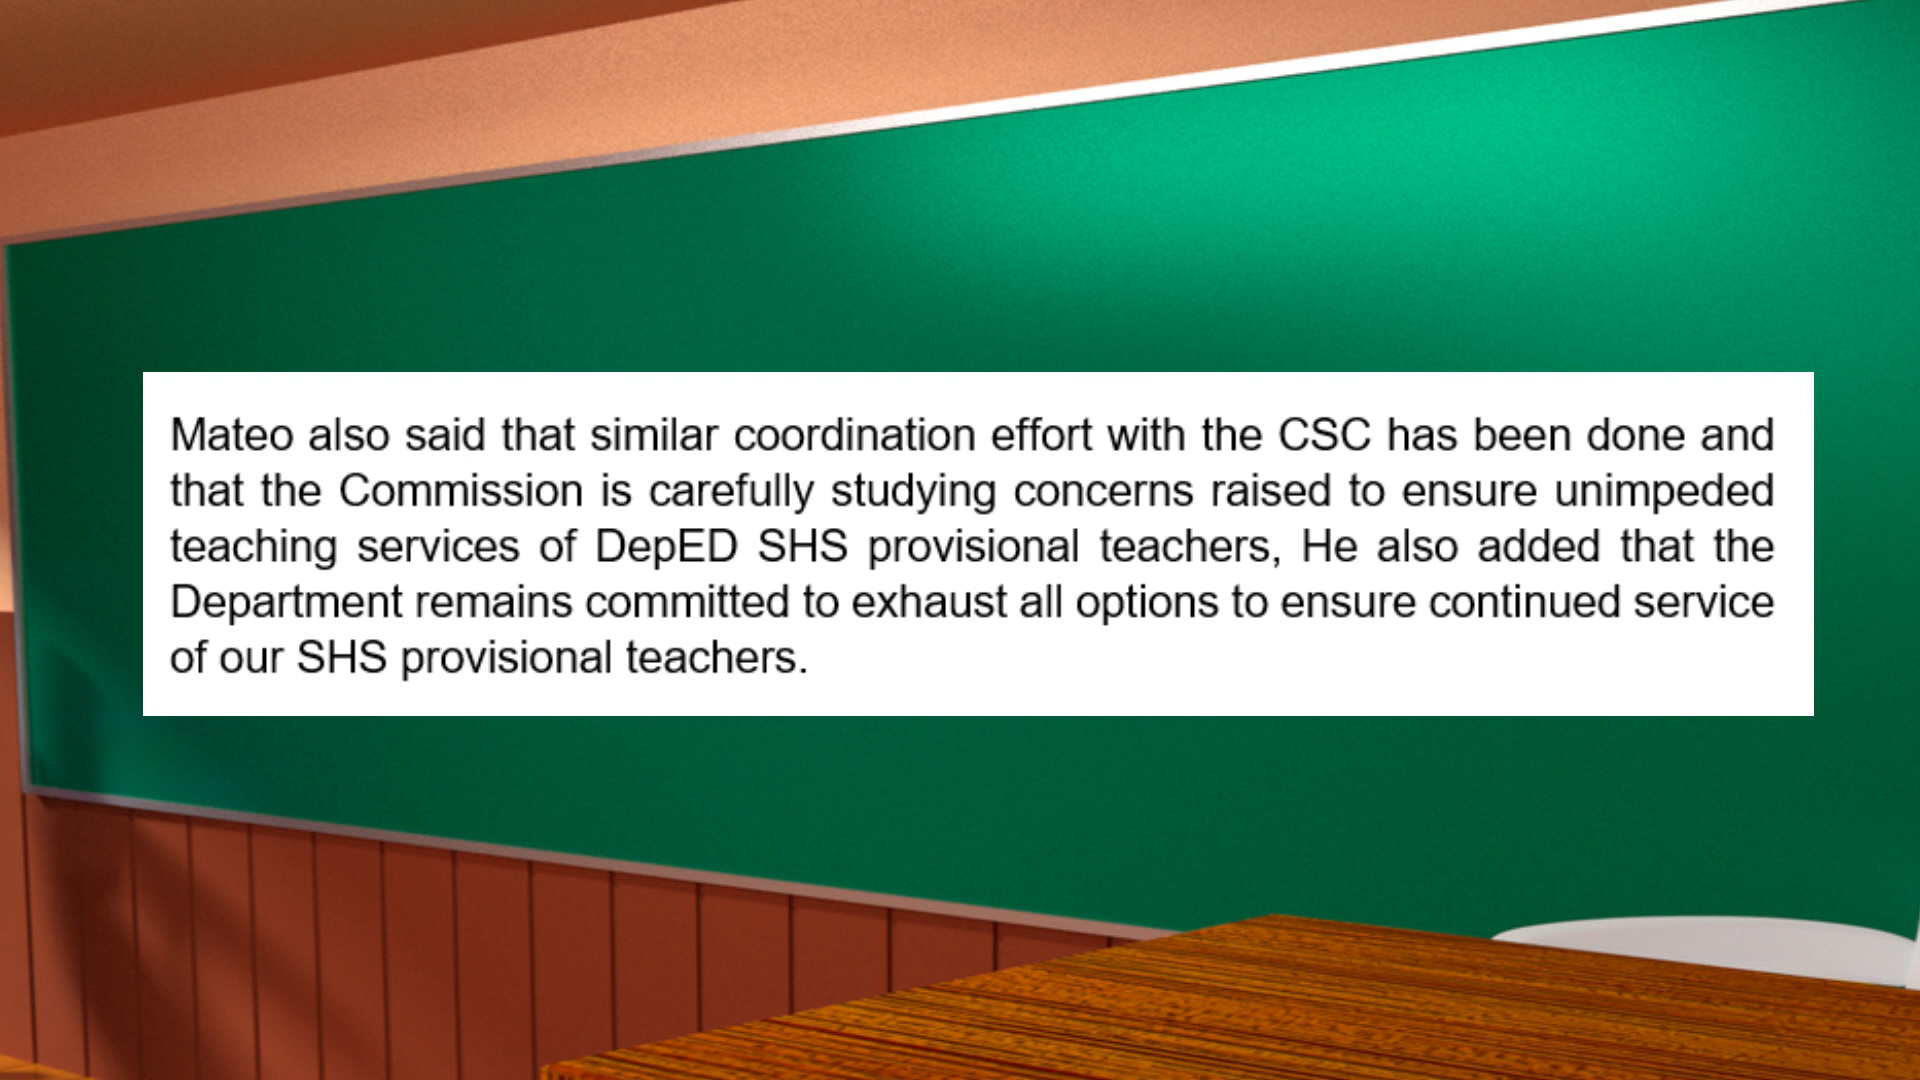 Mateo also said that similar coordination effort with the CSC has been done and
that the Commission is carefully studying concerns raised to ensure unimpeded
teaching services of DepED SHS provisional teachers, He also added that the
Department remains committed to exhaust all options to ensure continued service
of our SHS provisional teachers.